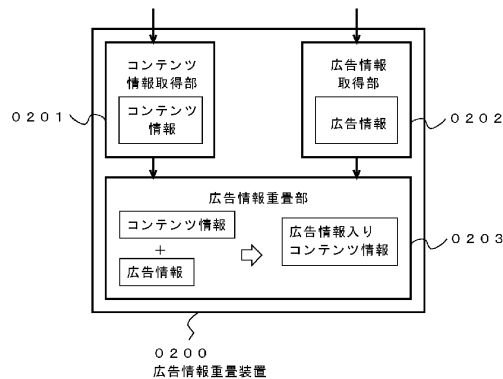 コンテンツ
情報取得部
コンテンツ
情報
広告情報
取得部
広告情報
0201
0202
広告情報重畳部
コンテンツ情報
+
広告情報
広告情報入り
コンテンツ情報
0203
0200
広告情報重畳装置